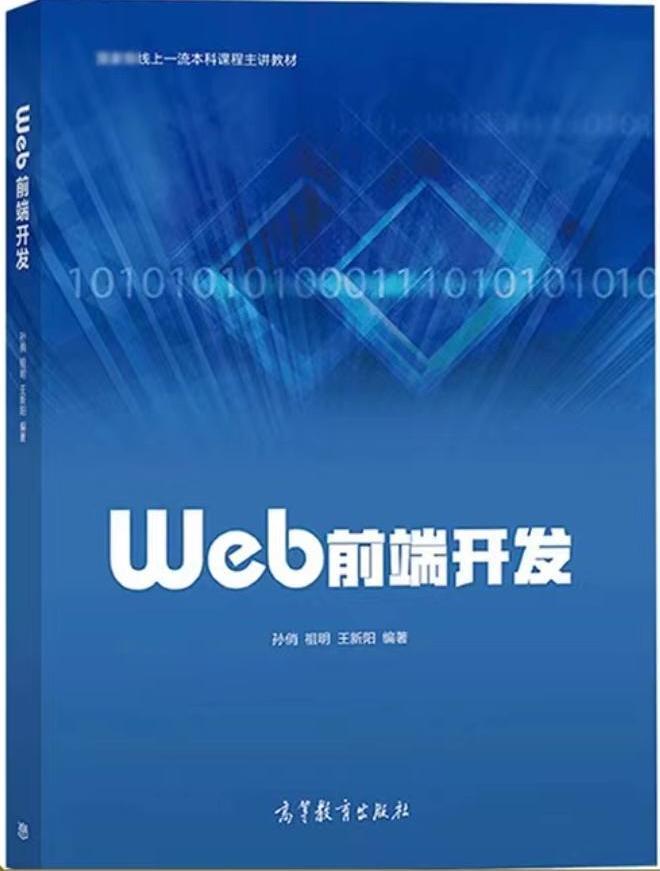 线上一流本科课程主讲教材
Web前端开发
孙俏 祖明 王新阳 编著
1010101010001110101010
Web前端开发
孙俏 祖明 王新阳 编著
高等教育出版社